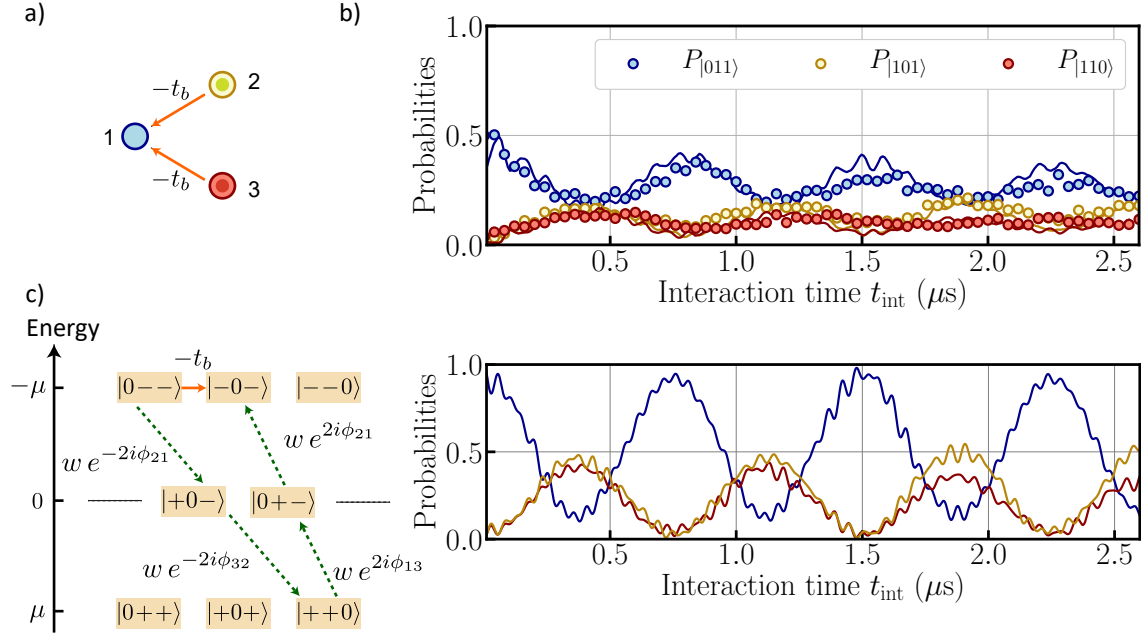 a)
1
2
3
−t_b
−t_b
b)
Probabilities
1.0
0.5
0.0
P_|011⟩
P_|101⟩
P_|110⟩
0.5 1.0 1.5 2.0 2.5
Interaction time t_int (μs)
c)
Energy
−μ
0
μ
−t_b
|0−−⟩ |−0−⟩ |−−0⟩
w e^{−2iϕ_21}
w e^{2iϕ_21}
|+0−⟩ |0+−⟩
w e^{−2iϕ_32}
w e^{2iϕ_13}
|0++⟩ |+0+⟩ |++0⟩
Probabilities
1.0
0.5
0.0
0.5 1.0 1.5 2.0 2.5
Interaction time t_int (μs)